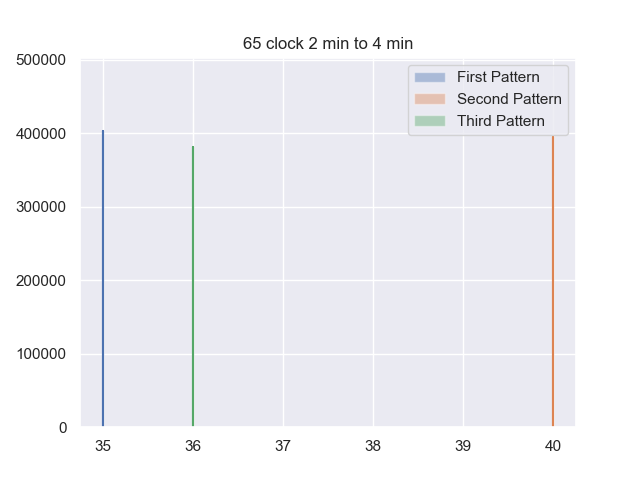 65 clock 2 min to 4 min
500000
400000
300000
200000
100000
0
First Pattern
Second Pattern
Third Pattern
35 36 37 38 39 40